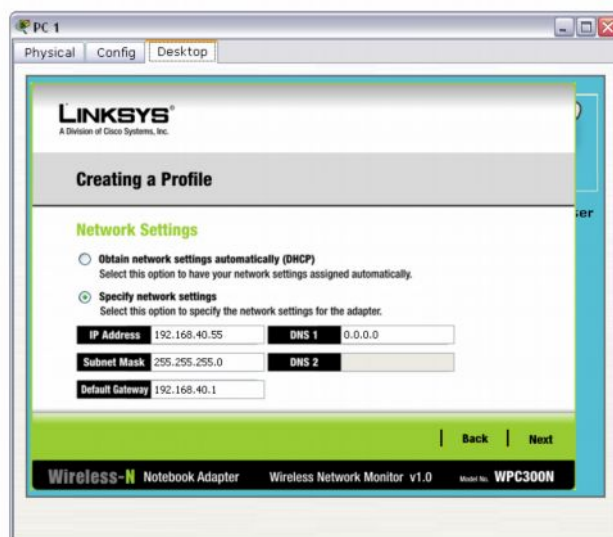 PC 1
Physical Config Desktop
LINKSYS®
A Division of Cisco Systems, Inc.
Creating a Profile
ser
Network Settings
Obtain network settings automatically (DHCP)
Select this option to have your network settings assigned automatically.
Specify network settings
Select this option to specify the network settings for the adapter.
IP Address 192.168.40.55 DNS 1 0.0.0.0
Subnet Mask 255.255.255.0 DNS 2
Default Gateway 192.168.40.1
Back Next
Wireless-N Notebook Adapter Wireless Network Monitor v1.0 Model No. WPC300N